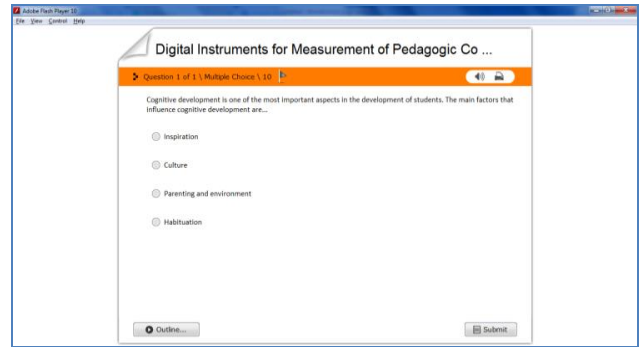 Adobe Flash Player 10
File View Control Help
Digital Instruments for Measurement of Pedagogic Co ...
Question 1 of 1 \ Multiple Choice \ 10
Cognitive development is one of the most important aspects in the development of students. The main factors that
influence cognitive development are...
Inspiration
Culture
Parenting and environment
Habituation
Outline...
Submit